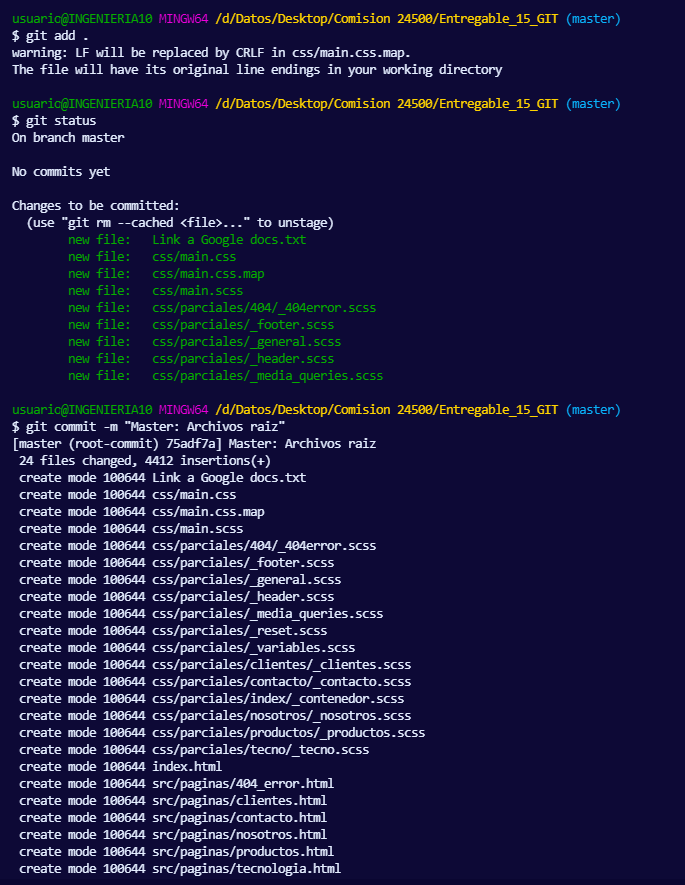 usuario@INGENIERIA10 MINGW64 /d/Datos/Desktop/Comision 24500/Entregable_15_GIT (master)
$ git add .
warning: LF will be replaced by CRLF in css/main.css.map.
The file will have its original line endings in your working directory

usuario@INGENIERIA10 MINGW64 /d/Datos/Desktop/Comision 24500/Entregable_15_GIT (master)
$ git status
On branch master

No commits yet

Changes to be committed:
  (use "git rm --cached <file>..." to unstage)
        new file:   Link a Google docs.txt
        new file:   css/main.css
        new file:   css/main.css.map
        new file:   css/main.scss
        new file:   css/parciales/404/_404error.scss
        new file:   css/parciales/_footer.scss
        new file:   css/parciales/_general.scss
        new file:   css/parciales/_header.scss
        new file:   css/parciales/_media_queries.scss

usuario@INGENIERIA10 MINGW64 /d/Datos/Desktop/Comision 24500/Entregable_15_GIT (master)
$ git commit -m "Master: Archivos raiz"
[master (root-commit) 75adf7a] Master: Archivos raiz
 24 files changed, 4412 insertions(+)
 create mode 100644 Link a Google docs.txt
 create mode 100644 css/main.css
 create mode 100644 css/main.css.map
 create mode 100644 css/main.scss
 create mode 100644 css/parciales/404/_404error.scss
 create mode 100644 css/parciales/_footer.scss
 create mode 100644 css/parciales/_general.scss
 create mode 100644 css/parciales/_header.scss
 create mode 100644 css/parciales/_media_queries.scss
 create mode 100644 css/parciales/_reset.scss
 create mode 100644 css/parciales/_variables.scss
 create mode 100644 css/parciales/clientes/_clientes.scss
 create mode 100644 css/parciales/contacto/_contacto.scss
 create mode 100644 css/parciales/index/_contenedor.scss
 create mode 100644 css/parciales/nosotros/_nosotros.scss
 create mode 100644 css/parciales/productos/_productos.scss
 create mode 100644 css/parciales/tecno/_tecno.scss
 create mode 100644 index.html
 create mode 100644 src/paginas/404_error.html
 create mode 100644 src/paginas/clientes.html
 create mode 100644 src/paginas/contacto.html
 create mode 100644 src/paginas/nosotros.html
 create mode 100644 src/paginas/productos.html
 create mode 100644 src/paginas/tecnologia.html